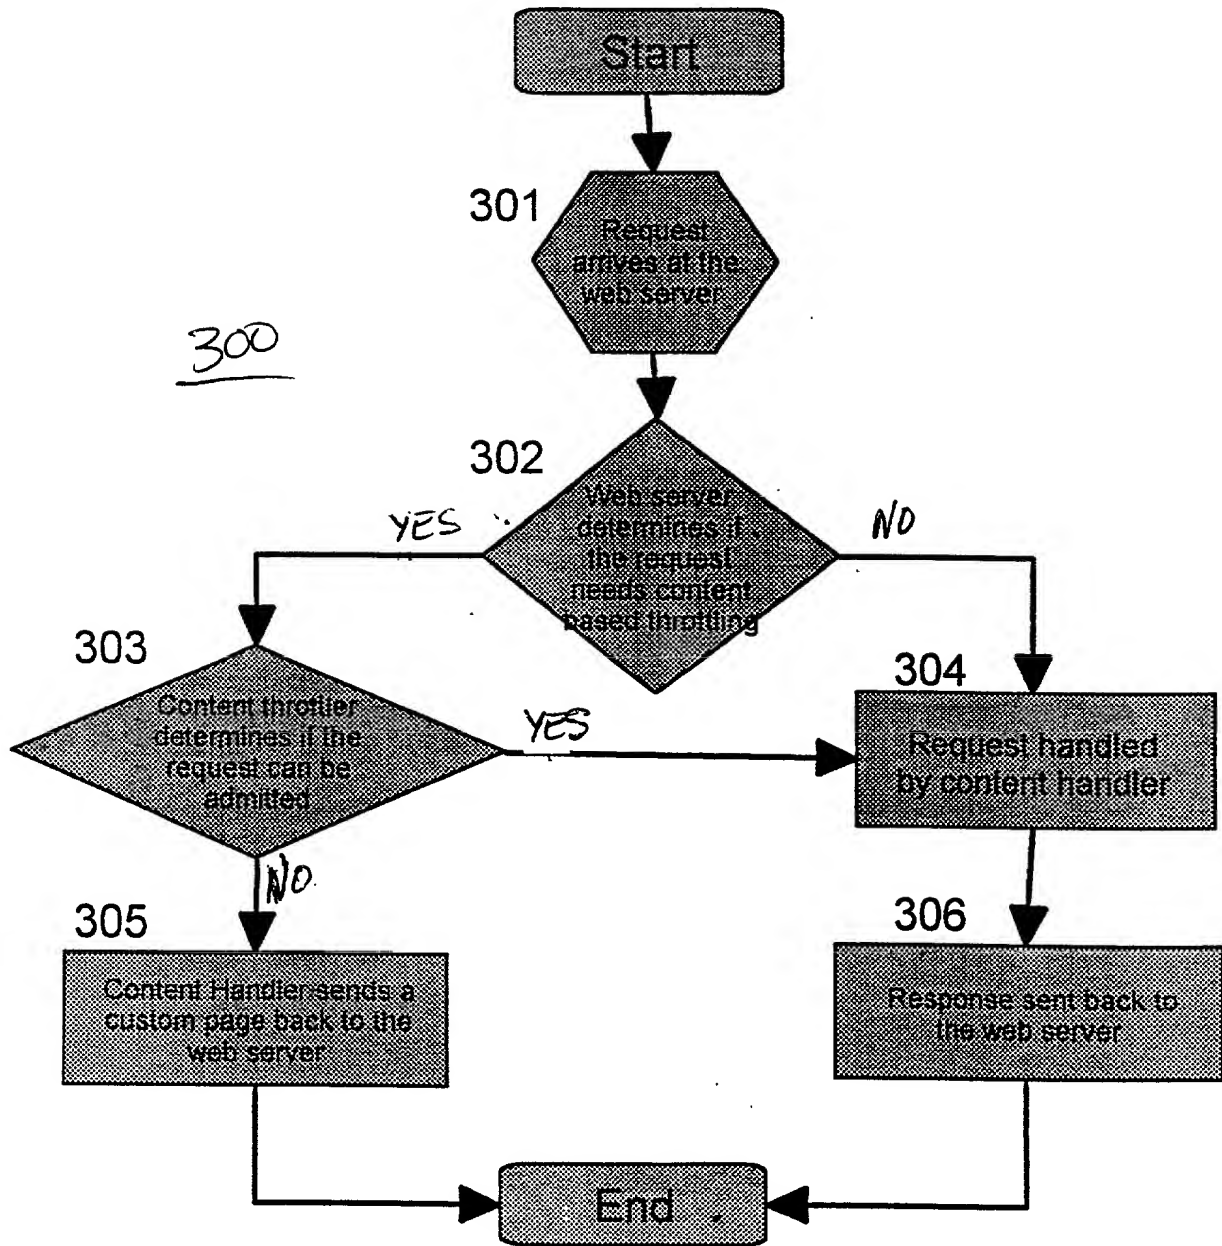 Start
301
Request
arrives at the
web server
300
302
Web server
determines if
the request
needs content
based throttling
YES
NO
303
Content throttler
determines if the
request can be
admitted
YES
304
Request handled
by content handler
NO
305
Content Handler sends a
custom page back to the
web server
306
Response sent back to
the web server
End